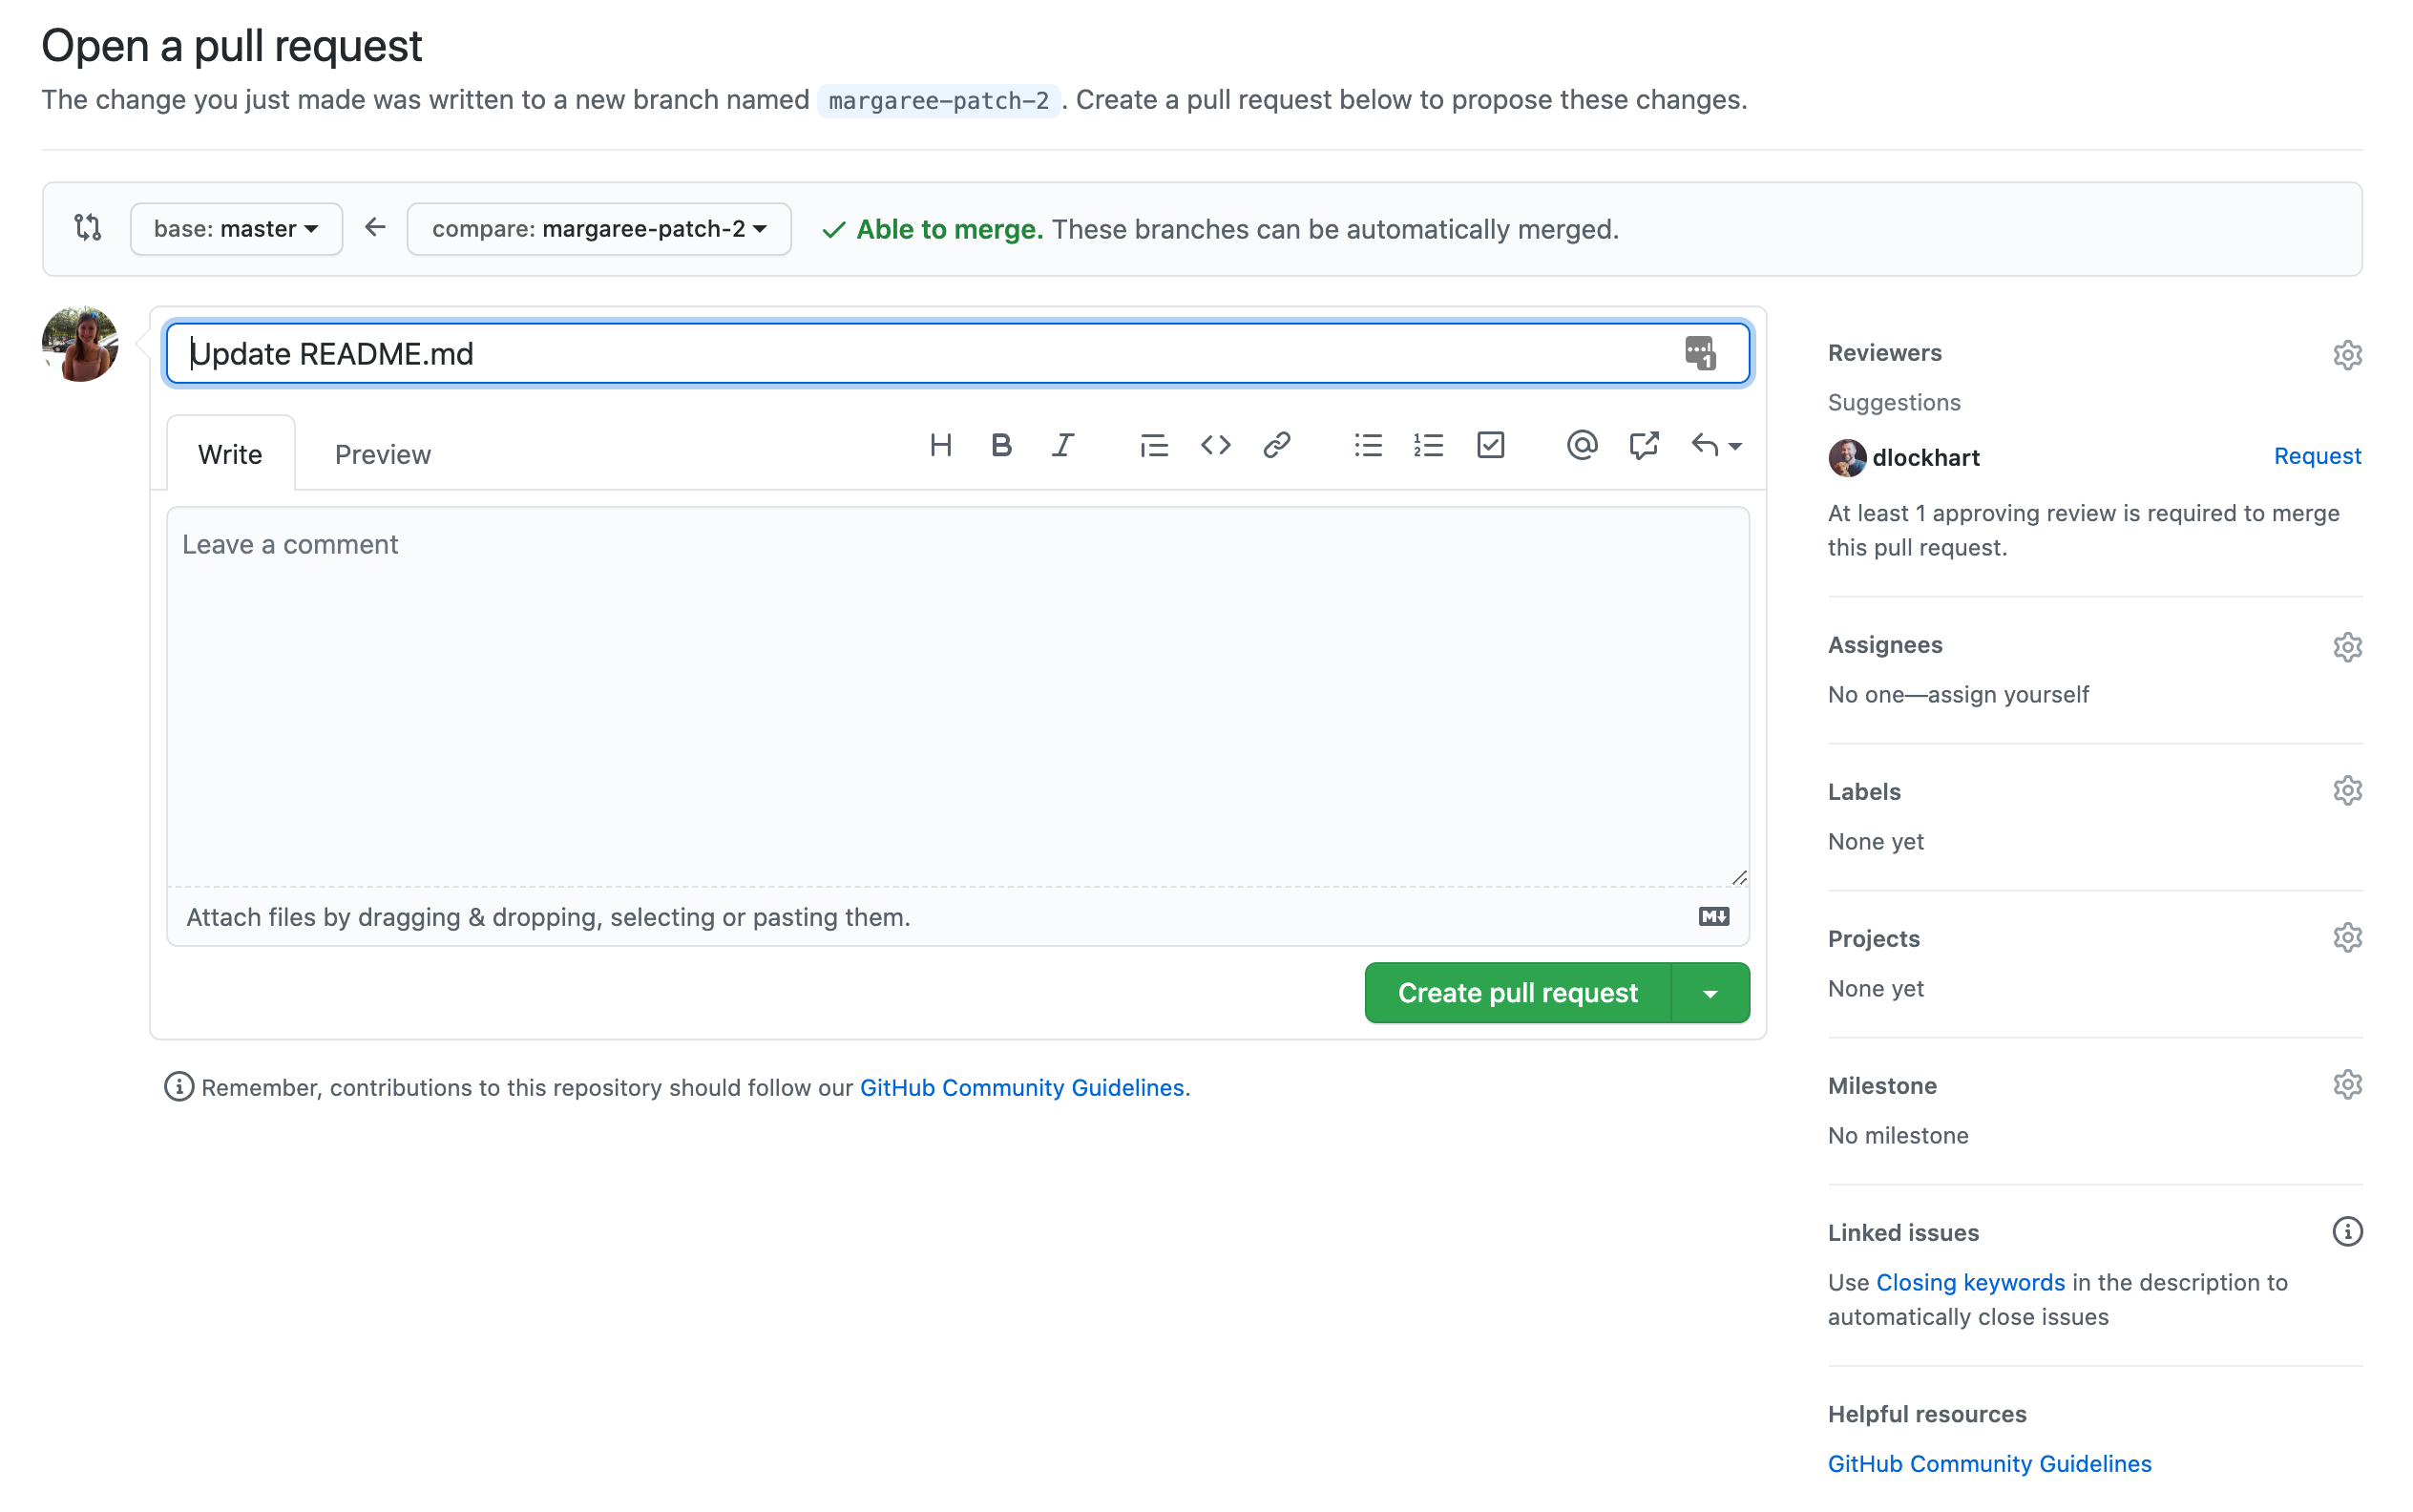 Open a pull request
The change you just made was written to a new branch named margaree-patch-2. Create a pull request below to propose these changes.
base: master
compare: margaree-patch-2
Able to merge. These branches can be automatically merged.
Update README.md
1
Write
Preview
Leave a comment
Attach files by dragging & dropping, selecting or pasting them.
Create pull request
Remember, contributions to this repository should follow our GitHub Community Guidelines.
Reviewers
Suggestions
dlockhart
Request
At least 1 approving review is required to merge
this pull request.
Assignees
No one—assign yourself
Labels
None yet
Projects
None yet
Milestone
No milestone
Linked issues
Use Closing keywords in the description to
automatically close issues
Helpful resources
GitHub Community Guidelines